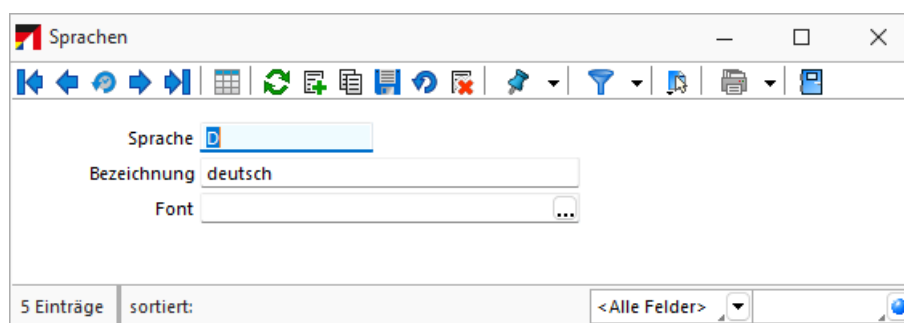 Sprachen
Sprache D
Bezeichnung deutsch
Font
...
5 Einträge sortiert: <Alle Felder>